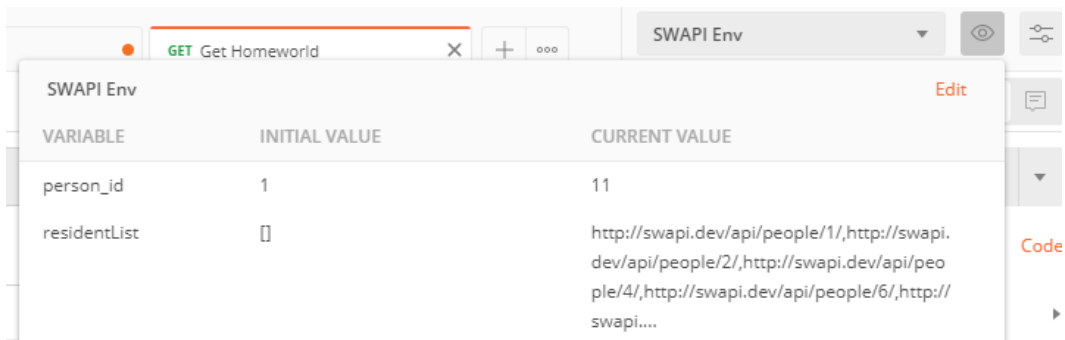 SWAPI Env
GET Get Homeworld
SWAPI Env Edit
VARIABLE INITIAL VALUE CURRENT VALUE
person_id 1 11
residentList [] http://swapi.dev/api/people/1/,http://swapi.
dev/api/people/2/,http://swapi.dev/api/peo
ple/4/,http://swapi.dev/api/people/6/,http://
swapi....
Code